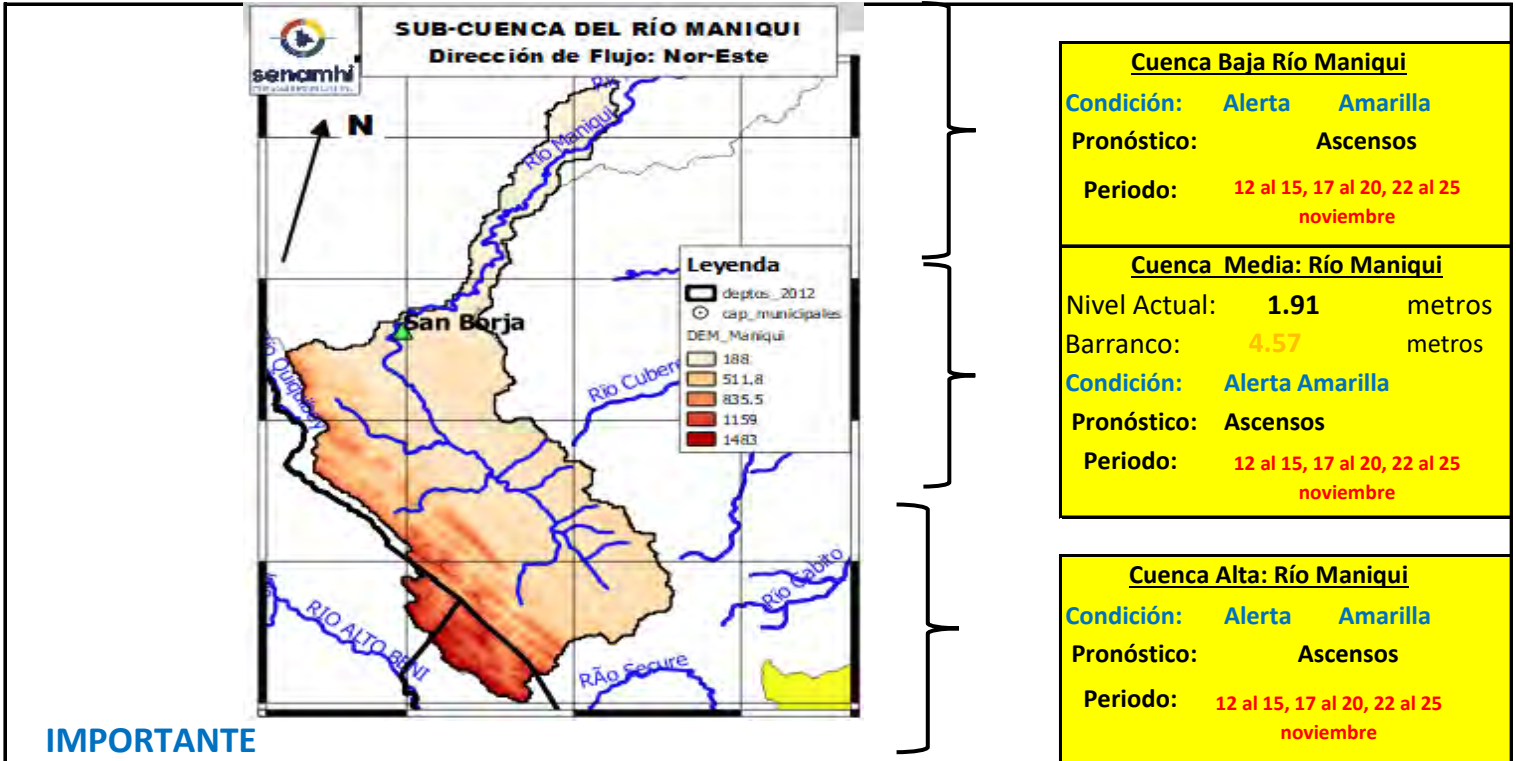 senamhi
SUB-CUENCA DEL RÍO MANIQUI
Dirección de Flujo: Nor-Este
N
Río Maniqui
Leyenda
deptos_2012
cap_municipales
DEM_Maniqui
188
511.8
835.5
1159
1483
San Borja
Río Cabito
RIO ALTO BENI
RÃo Secure
IMPORTANTE
Cuenca Baja Río Maniqui
Condición: Alerta Amarilla
Pronóstico: Ascensos
Periodo: 12 al 15, 17 al 20, 22 al 25
noviembre
Cuenca Media: Río Maniqui
Nivel Actual: 1.91 metros
Barranco: 4.57 metros
Condición: Alerta Amarilla
Pronóstico: Ascensos
Periodo: 12 al 15, 17 al 20, 22 al 25
noviembre
Cuenca Alta: Río Maniqui
Condición: Alerta Amarilla
Pronóstico: Ascensos
Periodo: 12 al 15, 17 al 20, 22 al 25
noviembre